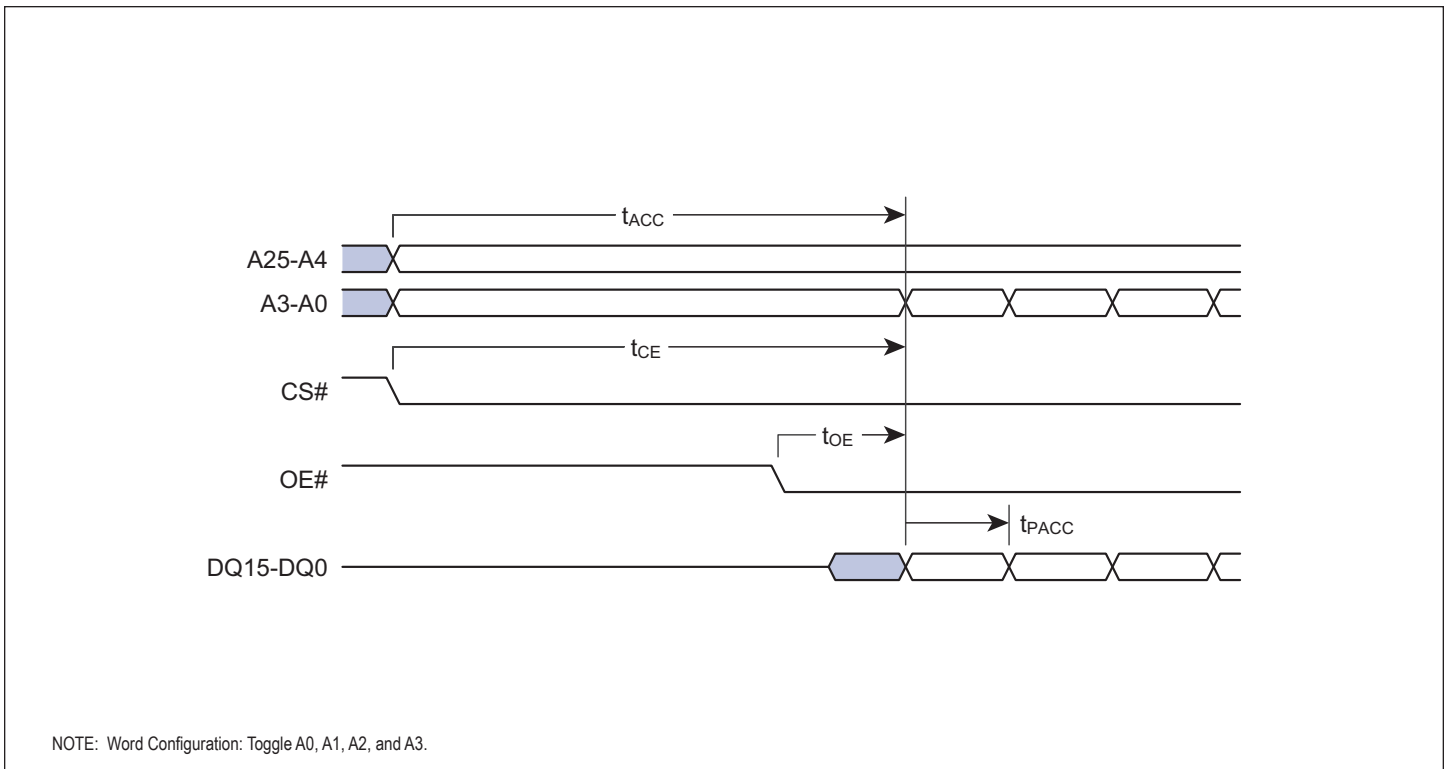 tACC
A25-A4
A3-A0
tCE
CS#
tOE
OE#
tPACC
DQ15-DQ0
NOTE: Word Configuration: Toggle A0, A1, A2, and A3.